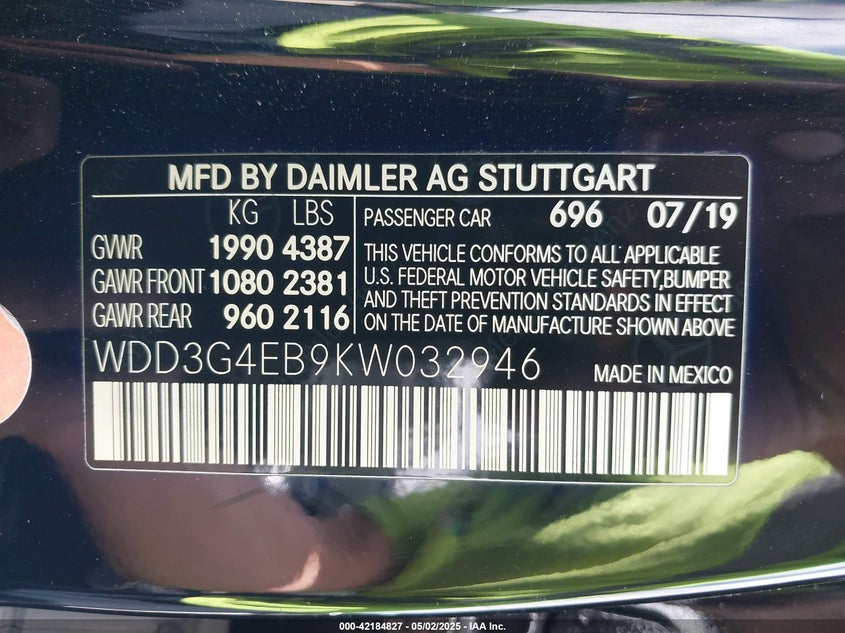 MFD BY DAIMLER AG STUTTGART
KG LBS
GVWR 1990 4387
GAWR FRONT 1080 2381
GAWR REAR 960 2116
PASSENGER CAR 696 07/19
THIS VEHICLE CONFORMS TO ALL APPLICABLE
U.S. FEDERAL MOTOR VEHICLE SAFETY,BUMPER
AND THEFT PREVENTION STANDARDS IN EFFECT
ON DATE OF MANUFACTURE SHOWN ABOVE
WDD3G4EB9KW032946
MADE IN MEXICO
000-42184827 - 05/02/2025 - IAA Inc.